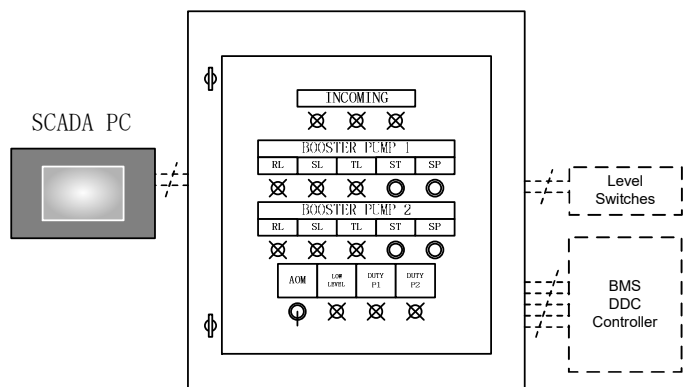 INCOMING
SCADA PC
BOOSTER PUMP 1
RL SL TL ST SP
Level
Switches
BOOSTER PUMP 2
RL SL TL ST SP
AOM LOW LEVEL DUTY P1 DUTY P2
BMS
DDC
Controller